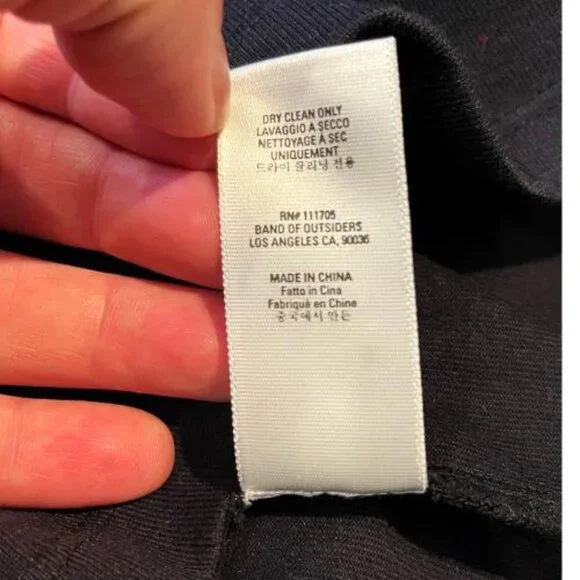 DRY CLEAN ONLY
LAVAGGIO A SECCO
NETTOYAGE A SEC
UNIQUEMENT
드라이 클리닝 전용
RN# 111705
BAND OF OUTSIDERS
LOS ANGELES CA, 90036
MADE IN CHINA
Fatto in Cina
Fabriqué en Chine
중국에서 만든